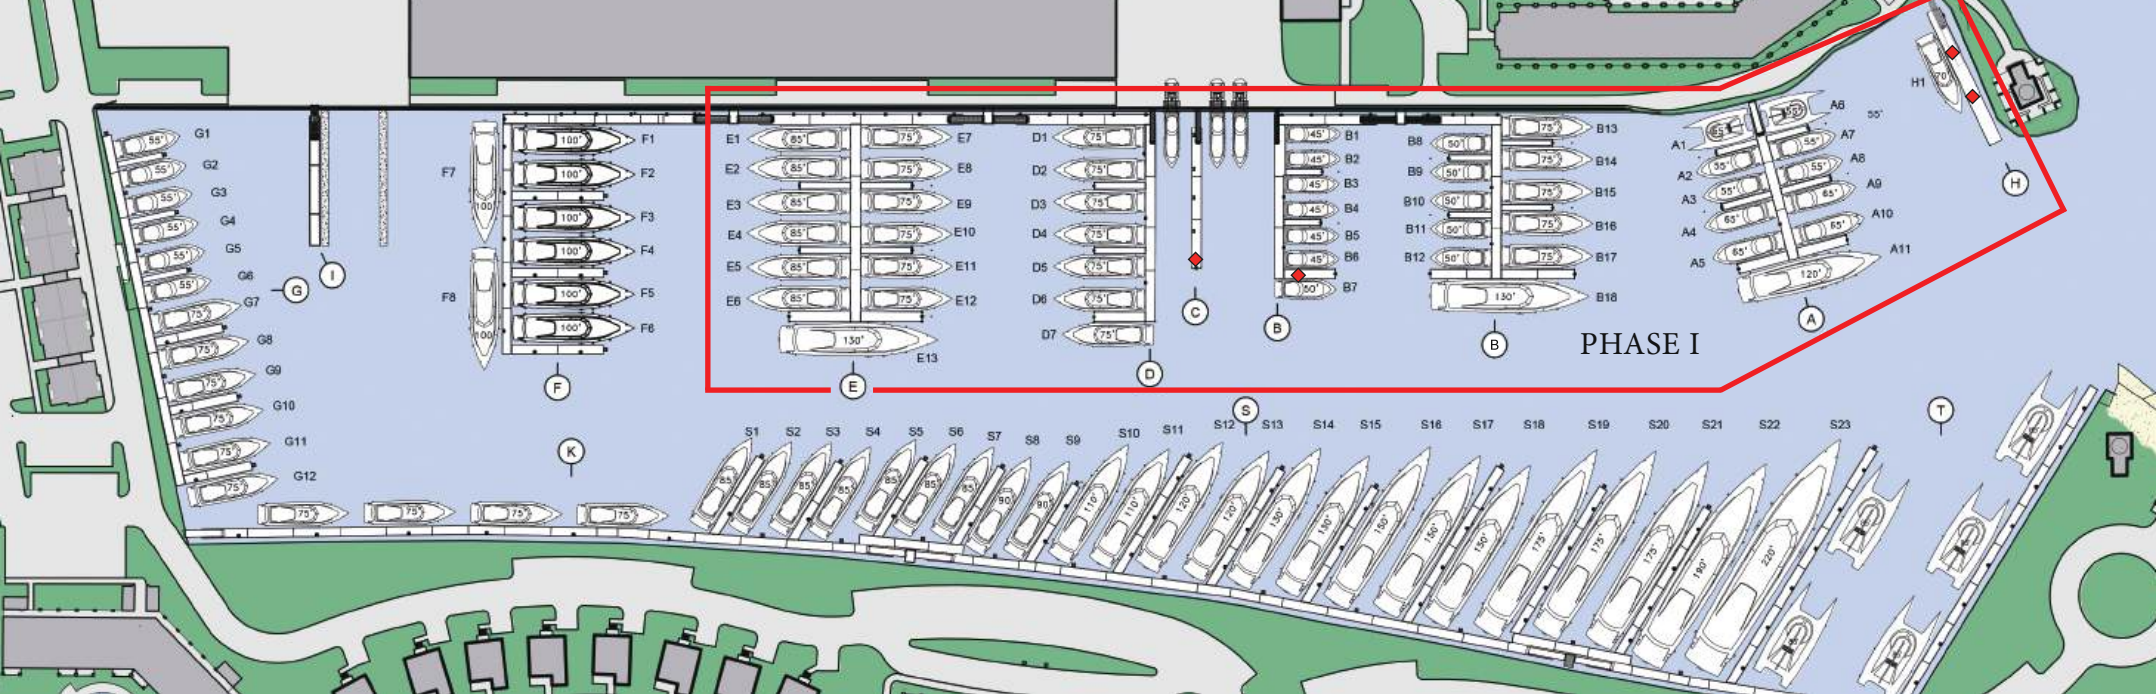 G1
55'
G2
55'
G3
55'
G4
55'
G5
55'
G6
55'
G7
75'
G8
75'
G9
75'
G10
75'
G11
75'
G12
75'
G
I
F7
100'
F8
100'
F1
100'
F2
100'
F3
100'
F4
100'
F5
100'
F6
100'
F
K
75'
75'
75'
75'
E1 85' 75' E7
E2 85' 75' E8
E3 85' 75' E9
E4 85' 75' E10
E5 85' 75' E11
E6 85' 75' E12
130'
E13
E
D1 75'
D2 75'
D3 75'
D4 75'
D5 75'
D6 75'
D7 75'
D
C
45' B1
45' B2
45' B3
45' B4
45' B5
45' B6
50' B7
B
B8 50'
B9 50'
B10 50'
B11 50'
B12 50'
75' B13
75' B14
75' B15
75' B16
75' B17
130' B18
B
PHASE I
A6
55'
A1
A7
55'
A2 55'
A8
55'
A3 55'
A9
65'
A4 65'
A10
65'
A5 65'
A11
120'
A
H1
70'
H
S
T
S1 S2 S3 S4 S5 S6 S7 S8 S9 S10 S11 S12 S13 S14 S15 S16 S17 S18 S19 S20 S21 S22 S23
85' 85' 85' 85' 85' 85' 85' 90' 90' 110' 110' 120' 120' 130' 130' 150' 150' 150' 175' 175' 175' 190' 220'